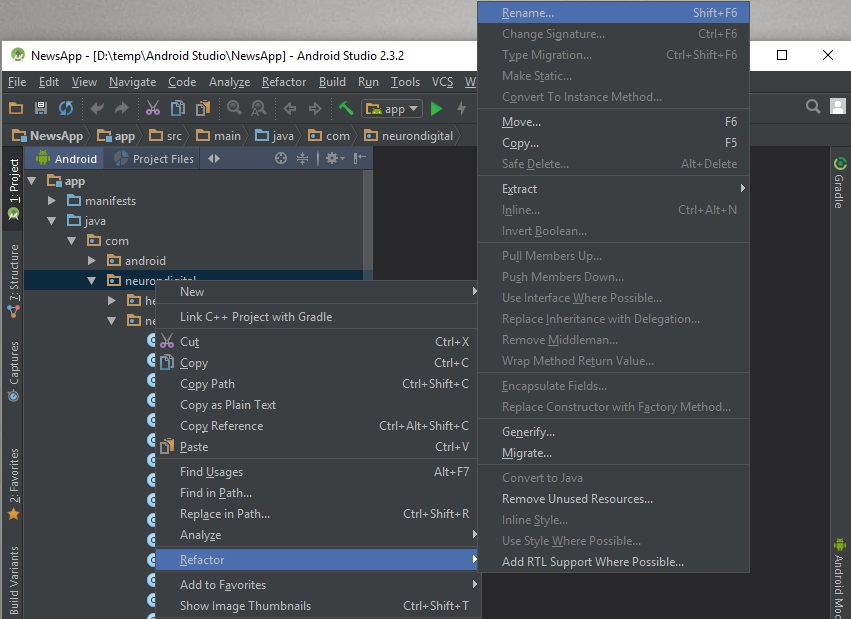 NewsApp - [D:\temp\Android Studio\NewsApp] - Android Studio 2.3.2
File Edit View Navigate Code Analyze Refactor Build Run Tools VCS W
app
NewsApp app src main java com neurondigital
Android Project Files
1: Project
7: Structure
Captures
2: Favorites
Build Variants
app
manifests
java
com
android
neurondigital
he
ne
New
Link C++ Project with Gradle
Cut Ctrl+X
Copy Ctrl+C
Copy Path Ctrl+Shift+C
Copy as Plain Text
Copy Reference Ctrl+Alt+Shift+C
Paste Ctrl+V
Find Usages Alt+F7
Find in Path...
Replace in Path... Ctrl+Shift+R
Analyze
Refactor
Add to Favorites
Show Image Thumbnails Ctrl+Shift+T
Rename... Shift+F6
Change Signature... Ctrl+F6
Type Migration... Ctrl+Shift+F6
Make Static...
Convert To Instance Method...
Move... F6
Copy... F5
Safe Delete... Alt+Delete
Extract
Inline... Ctrl+Alt+N
Invert Boolean...
Pull Members Up...
Push Members Down...
Use Interface Where Possible...
Replace Inheritance with Delegation...
Remove Middleman...
Wrap Method Return Value...
Encapsulate Fields...
Replace Constructor with Factory Method...
Generify...
Migrate...
Convert to Java
Remove Unused Resources...
Inline Style...
Use Style Where Possible...
Add RTL Support Where Possible...
Gradle
Android Mod